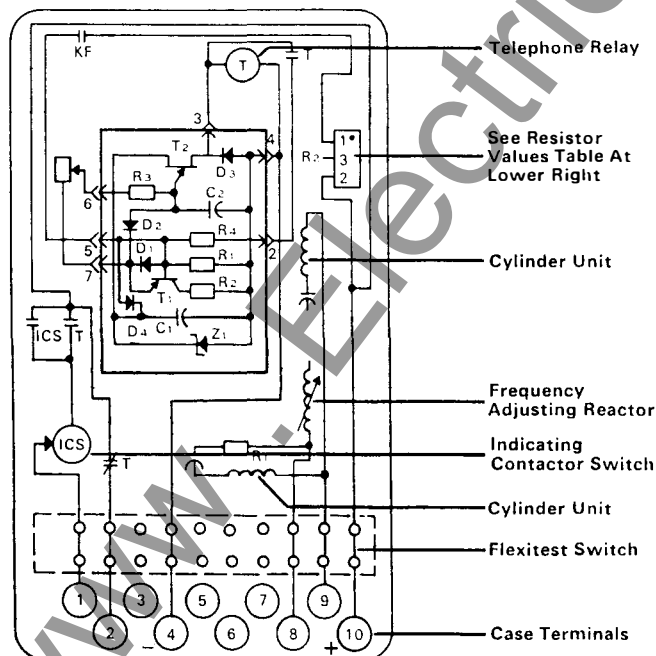 KF
T
T
Telephone Relay
3
4
T2
D3
1•
R2 3
2
See Resistor
Values Table At
Lower Right
R3
C2
6
D2
R4
5
2
D1
R1
7
T1
R2
D4
C1
Z1
Cylinder Unit
ICS
T
Frequency
Adjusting Reactor
ICS
T
R1
Indicating
Contactor Switch
Cylinder Unit
Flexitest Switch
1
3
5
7
9
2
4
6
8
10
−
+
Case Terminals
www.Electric